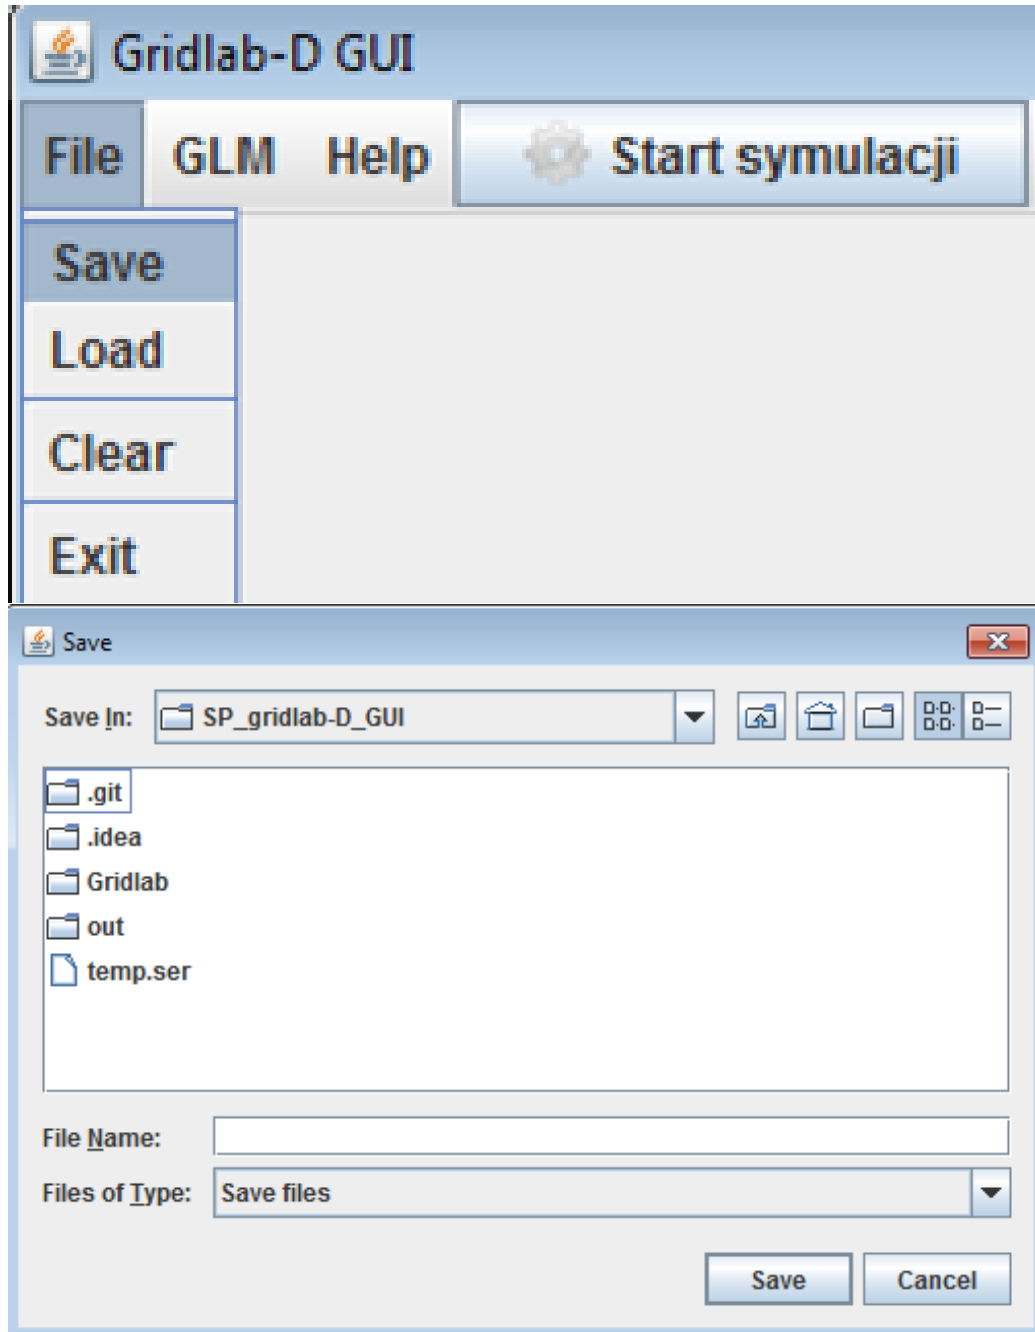 Gridlab-D GUI
File GLM Help Start symulacji
Save
Load
Clear
Exit
Save
Save In: SP_gridlab-D_GUI
.git
.idea
Gridlab
out
temp.ser
File Name:
Files of Type: Save files
Save Cancel